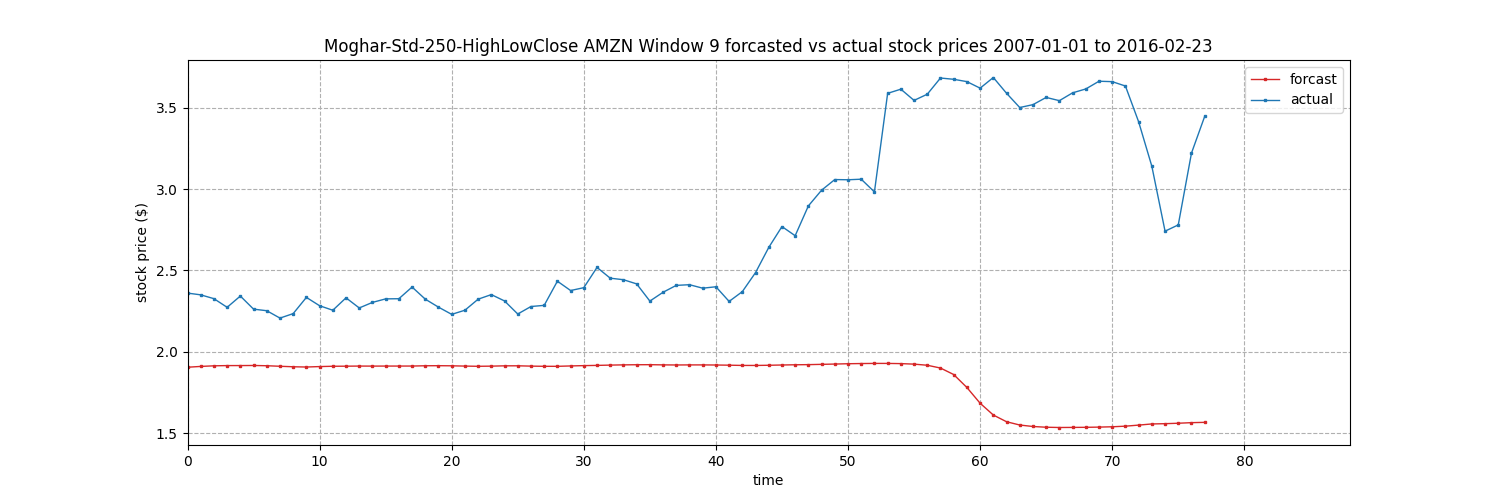 Moghar-Std-250-HighLowClose AMZN Window 9 forcasted vs actual stock prices 2007-01-01 to 2016-02-23
forcast
actual
stock price ($)
3.5
3.0
2.5
2.0
1.5
0 10 20 30 40 50 60 70 80
time